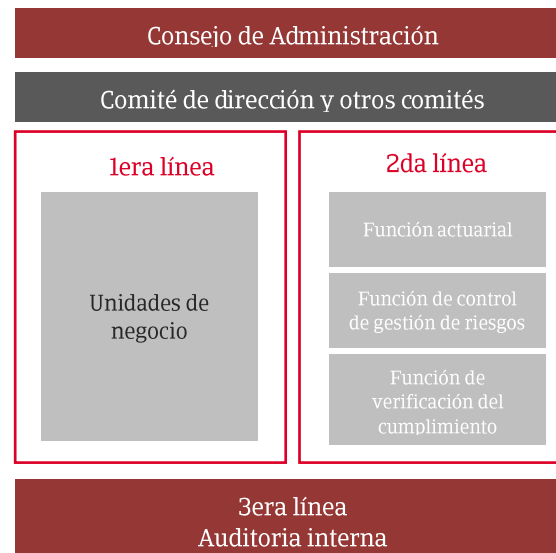 Consejo de Administración
Comité de dirección y otros comités
1era línea
Unidades de
negocio
2da línea
Función actuarial
Función de control
de gestión de riesgos
Función de
verificación del
cumplimiento
3era línea
Auditoria interna